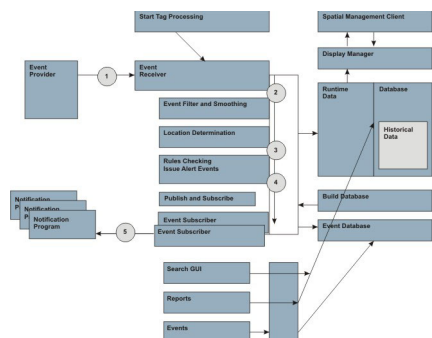 Start Tag Processing
Spatial Management Client
Display Manager
Event
Provider
1
Event
Receiver
2
Runtime
Data
Database
Event Filter and Smoothing
Historical
Data
Location Determination
3
Rules Checking
Issue Alert Events
4
Publish and Subscribe
Build Database
Notification
P
Notification
P
Notification
Program
5
Event Subscriber
Event Subscriber
Event Database
Search GUI
Reports
Events